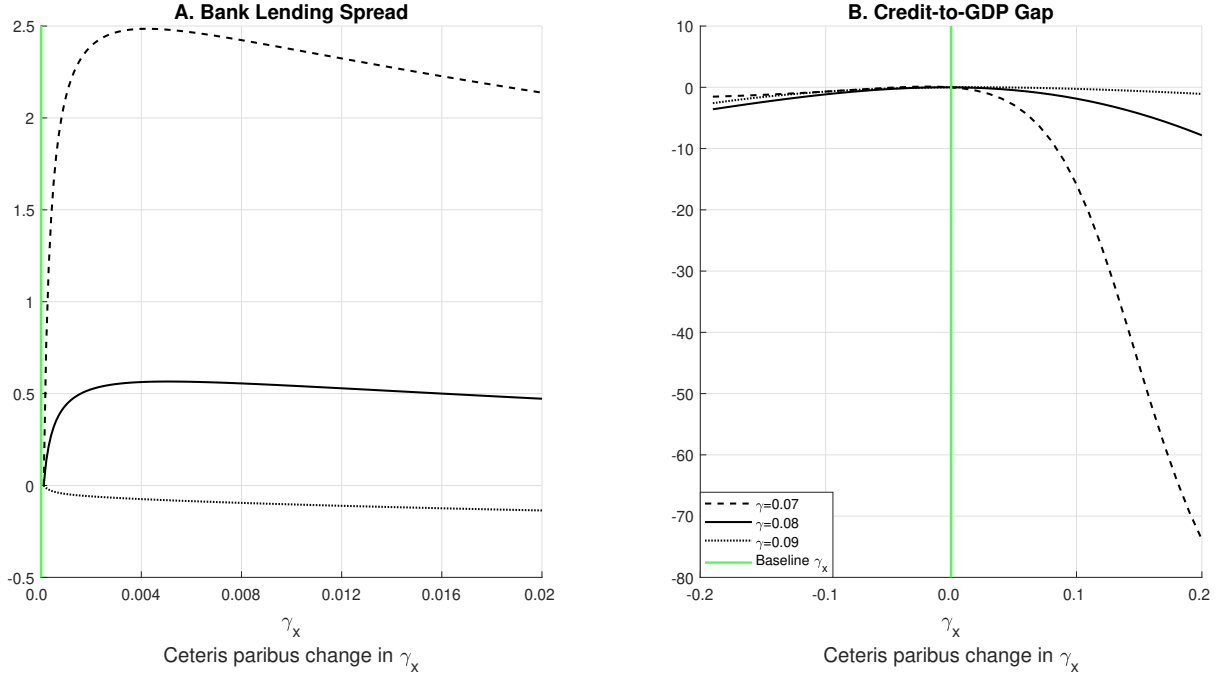 A. Bank Lending Spread
2.5
2
1.5
1
0.5
0
-0.5
0.0 0.004 0.008 0.012 0.016 0.02
γx
Ceteris paribus change in γx
B. Credit-to-GDP Gap
10
0
-10
-20
-30
-40
-50
-60
-70
-80
γ=0.07
γ=0.08
γ=0.09
Baseline γx
-0.2 -0.1 0.0 0.1 0.2
γx
Ceteris paribus change in γx